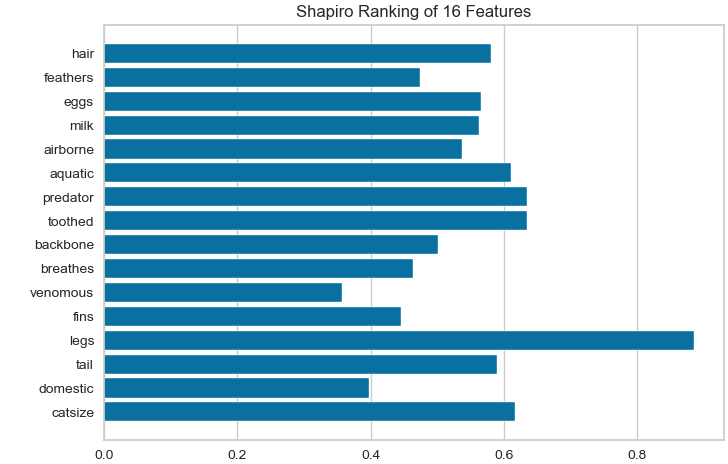 Shapiro Ranking of 16 Features
hair
feathers
eggs
milk
airborne
aquatic
predator
toothed
backbone
breathes
venomous
fins
legs
tail
domestic
catsize
0.0 0.2 0.4 0.6 0.8